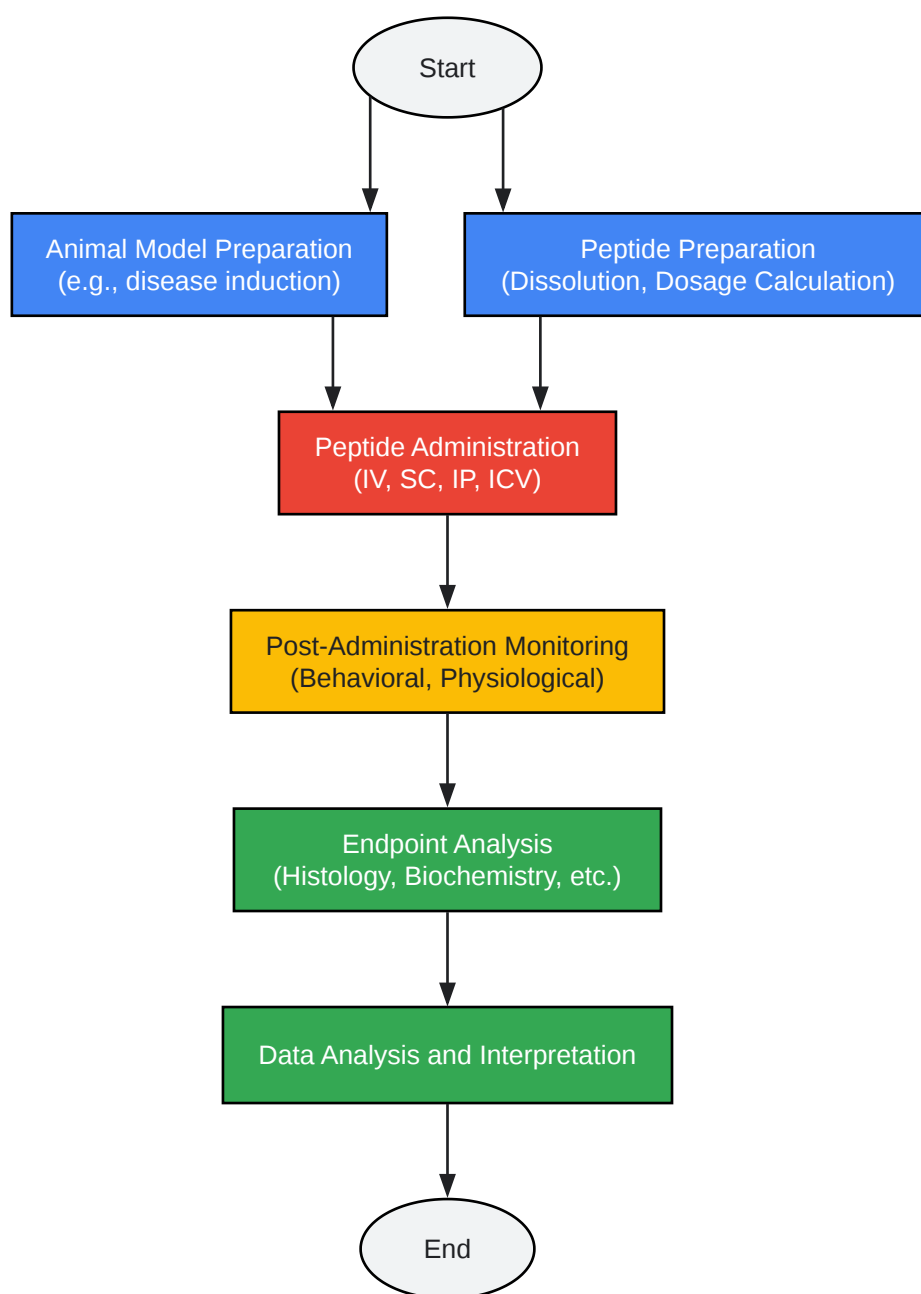 Start
Animal Model Preparation
(e.g., disease induction)
Peptide Preparation
(Dissolution, Dosage Calculation)
Peptide Administration
(IV, SC, IP, ICV)
Post-Administration Monitoring
(Behavioral, Physiological)
Endpoint Analysis
(Histology, Biochemistry, etc.)
Data Analysis and Interpretation
End